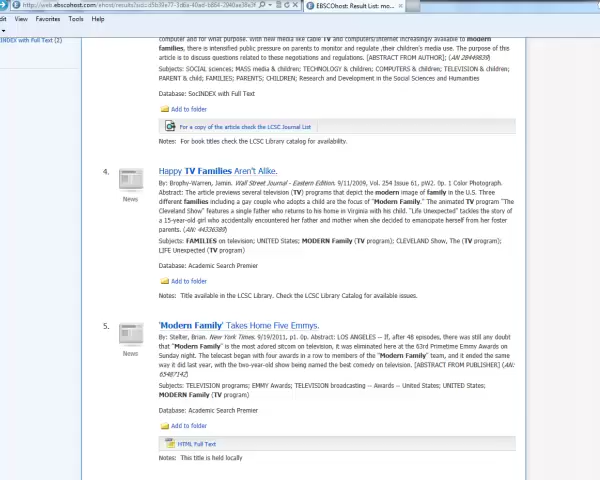 http://web.ebscohost.com/ehost/results?sid=
EBSCOhost: Result List: mo...
it View Favorites Tools Help
INDEX with Full Text (2)
computer and for what purpose. With new media like cable TV and computers/internet increasingly available to modern
families, there is intensified public pressure on parents to monitor and regulate ,their children's media use. The purpose of this
article is to discuss questions related to these negotiations and regulations. [ABSTRACT FROM AUTHOR]; (AN 28449839)
Subjects: SOCIAL sciences; MASS media & children; TECHNOLOGY & children; COMPUTERS & children; TELEVISION & children;
PARENT & child; FAMILIES; PARENTS; CHILDREN; Research and Development in the Social Sciences and Humanities
Database: SocINDEX with Full Text
Add to folder
For a copy of the article check the LCSC Journal List
Notes: For book titles check the LCSC Library catalog for availability.
4. Happy TV Families Aren't Alike.
By: Brophy-Warren, Jamin. Wall Street Journal - Eastern Edition. 9/11/2009, Vol. 254 Issue 61, pW2. 0p. 1 Color Photograph.
Abstract: The article previews several television (TV) programs that depict the modern image of family in the U.S. Three
different families including a gay couple who adopts a child are the focus of "Modern Family." The animated TV program "The
Cleveland Show" features a single father who returns to his home in Virginia with his child. "Life Unexpected" tackles the story of
a 15-year-old girl who accidentally encountered her father and mother when she decided to emancipate herself from her foster
parents. (AN: 44336389)
News
Subjects: FAMILIES on television; UNITED States; MODERN Family (TV program); CLEVELAND Show, The (TV program);
LIFE Unexpected (TV program)
Database: Academic Search Premier
Add to folder
Notes: Title available in the LCSC Library. Check the LCSC Library Catalog for available issues.
5. 'Modern Family' Takes Home Five Emmys.
By: Stelter, Brian. New York Times. 9/19/2011, p1. 0p. Abstract: LOS ANGELES -- If, after 48 episodes, there was still any doubt
that "Modern Family" is the most adored sitcom on television, it was eliminated here at the 63rd Primetime Emmy Awards on
Sunday night. The telecast began with four awards in a row to members of the "Modern Family" team, and it ended the same
way it did last year, with the two-year-old show being named the best comedy on television. [ABSTRACT FROM PUBLISHER] (AN:
65487142)
News
Subjects: TELEVISION programs; EMMY Awards; TELEVISION broadcasting -- Awards -- United States; UNITED States;
MODERN Family (TV program)
Database: Academic Search Premier
Add to folder
HTML Full Text
Notes: This title is held locally